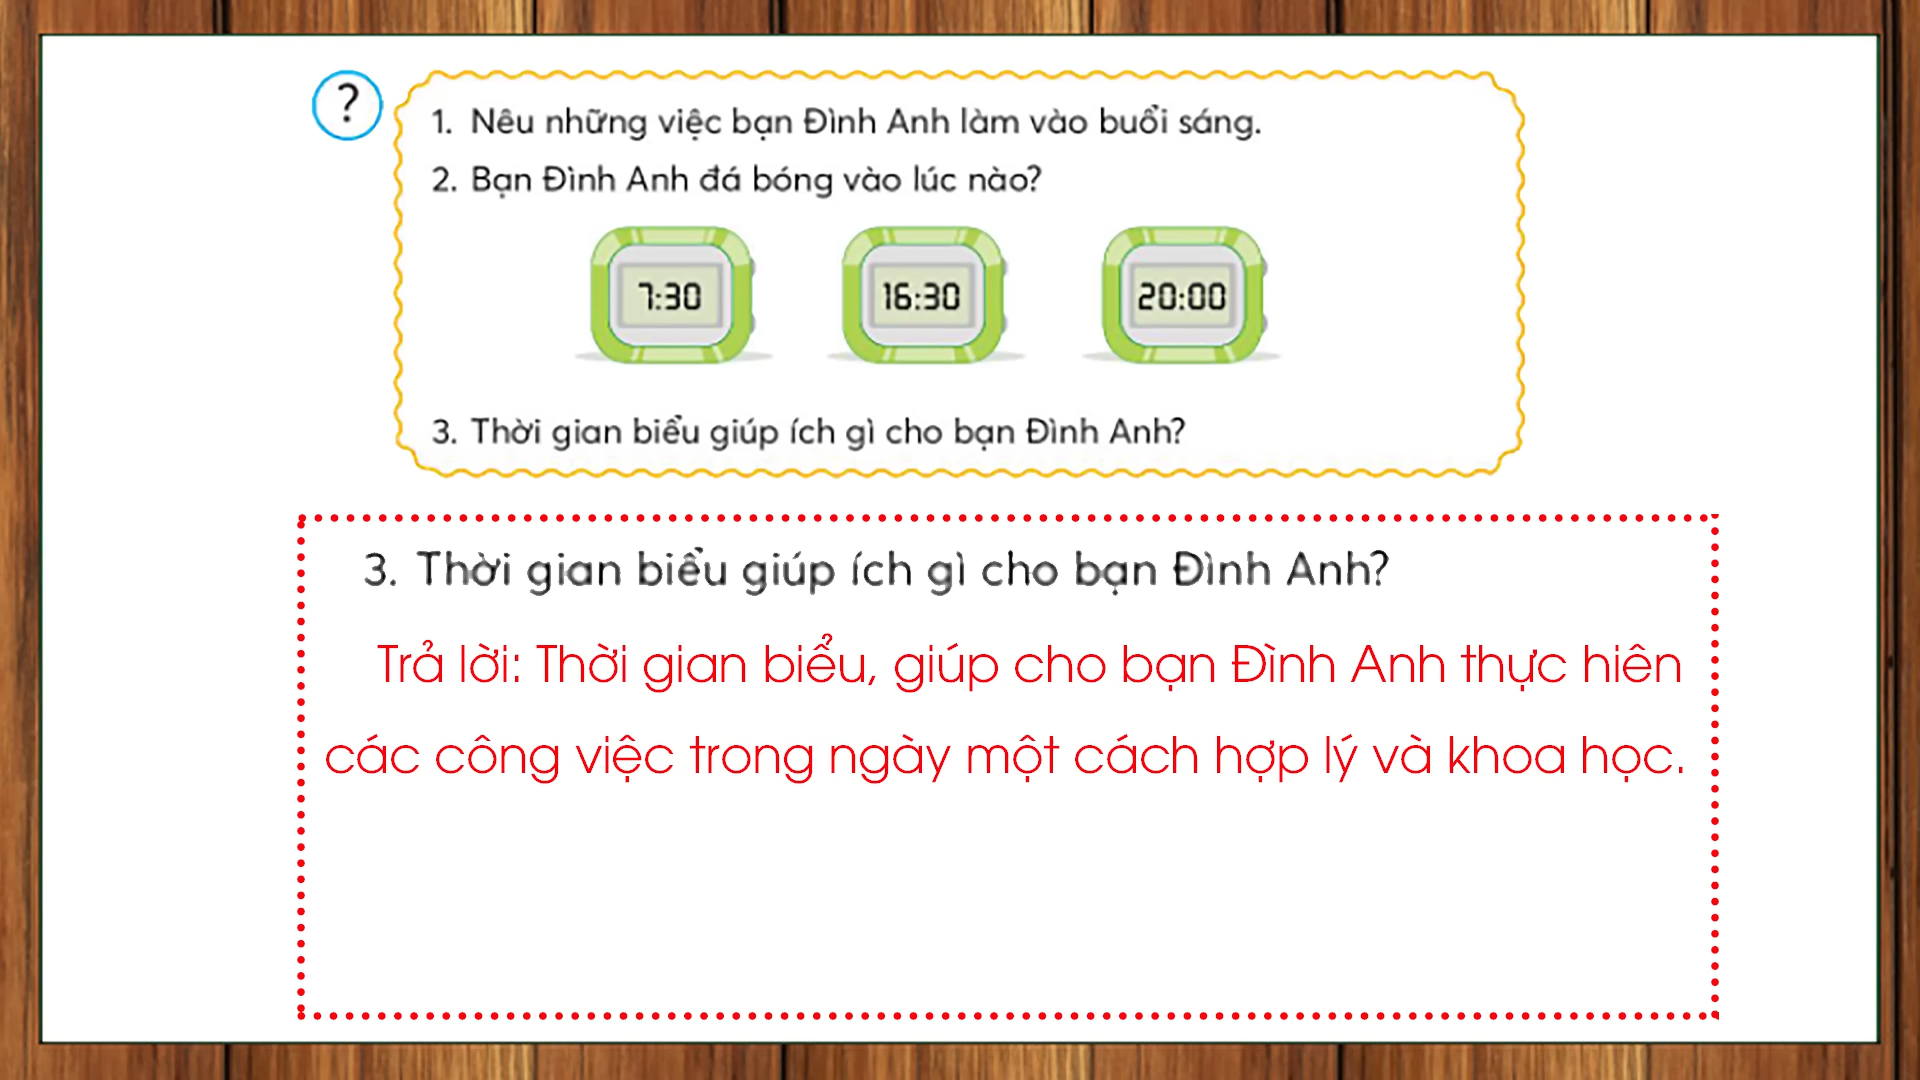 ?
1. Nêu những việc bạn Đình Anh làm vào buổi sáng.
2. Bạn Đình Anh đá bóng vào lúc nào?
7:30 16:30 20:00
3. Thời gian biểu giúp ích gì cho bạn Đình Anh?
3. Thời gian biểu giúp ích gì cho bạn Đình Anh?
Trả lời: Thời gian biểu, giúp cho bạn Đình Anh thực hiên
các công việc trong ngày một cách hợp lý và khoa học.